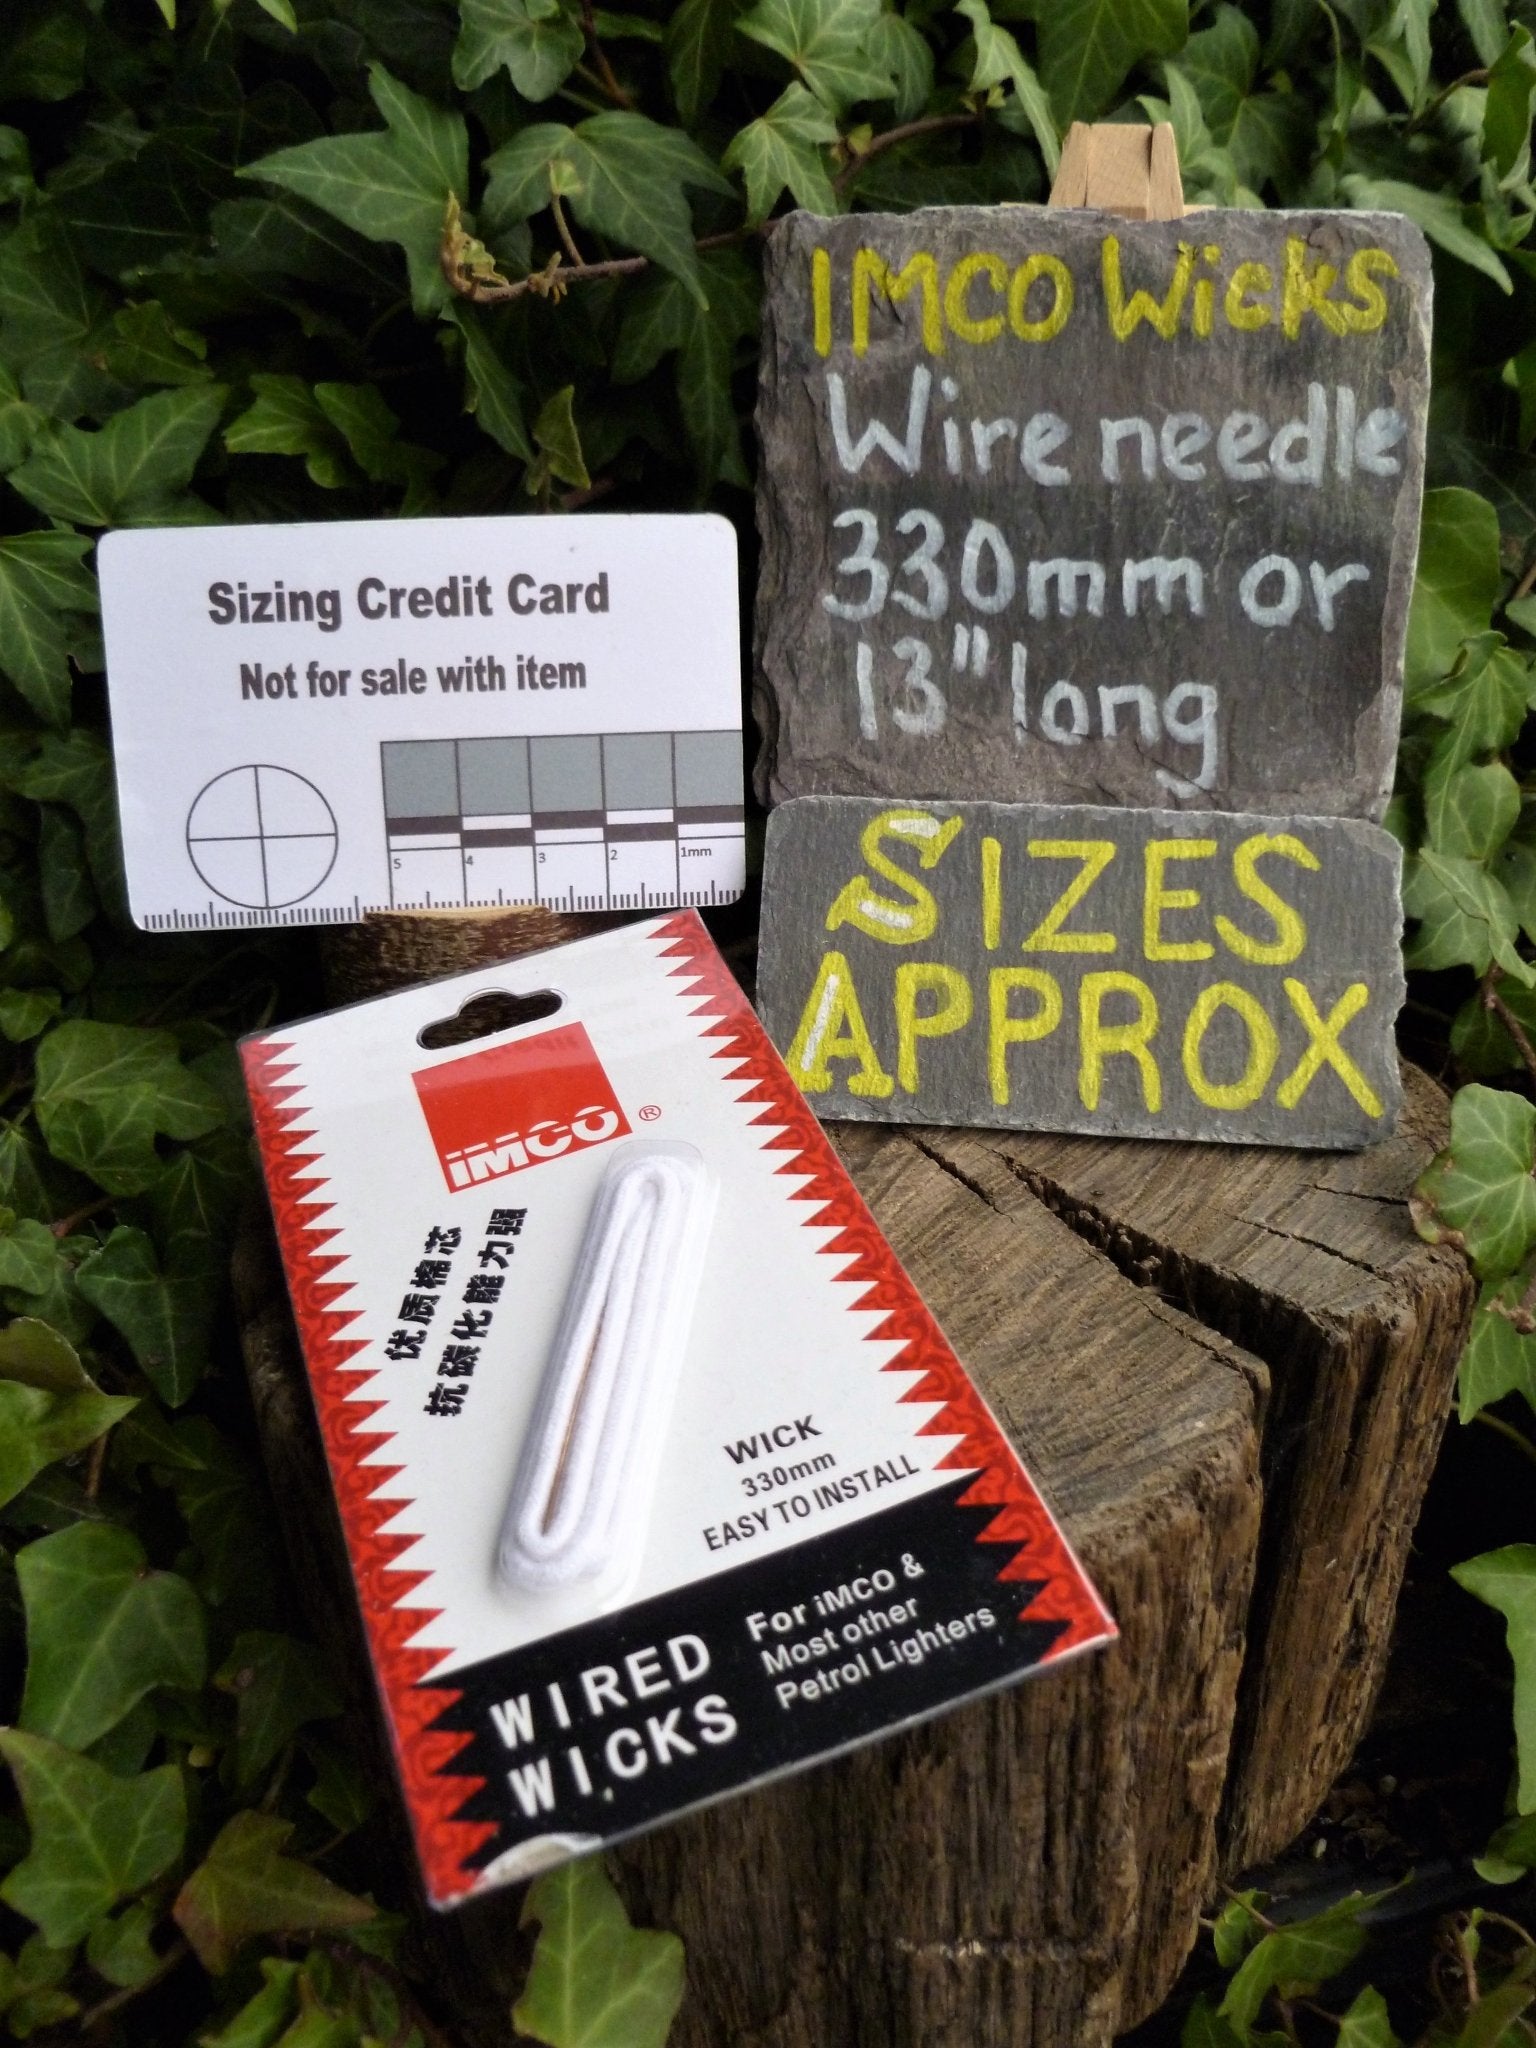 IMCO Wicks
Wire needle
330mm or
13" long
SIZES
APPROX
Sizing Credit Card
Not for sale with item
5 4 3 2 1mm
iMCO ®
优质棉芯
抗碳化能力强
WICK
330mm
EASY TO INSTALL
WIRED
WICKS
For iMCO &
Most other
Petrol Lighters